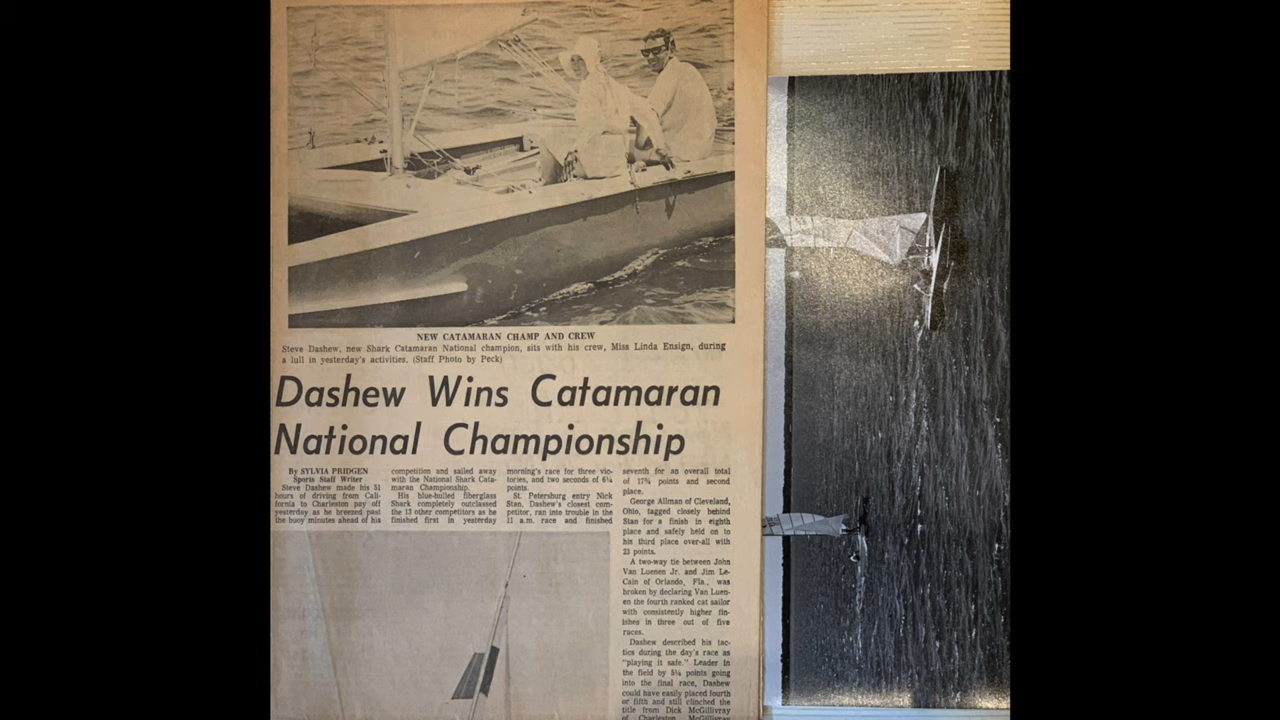 NEW CATAMARAN CHAMP AND CREW
Steve Dashew, new Shark Catamaran National champion, sits with his crew, Miss Linda Ensign, during
a lull in yesterday's activities. (Staff Photo by Peck)
Dashew Wins Catamaran
National Championship
By SYLVIA PRIDGEN
Sports Staff Writer
Steve Dashew made his 51
hours of driving from Cali-
fornia to Charleston pay off
yesterday as he breezed past
the buoy minutes ahead of his
competition and sailed away
with the National Shark Cata-
maran Championship.
His blue-hulled fiberglass
Shark completely outclassed
the 13 other competitors as he
finished first in yesterday
morning's race for three vic-
tories, and two seconds of 6¼
points.
St. Petersburg entry Nick
Stan, Dashew's closest com-
petitor, ran into trouble in the
11 a.m. race and finished
seventh for an overall total
of 17¾ points and second
place.
George Allman of Cleveland,
Ohio, tagged closely behind
Stan for a finish in eighth
place and safely held on to
his third place over-all with
23 points.
A two-way tie between John
Van Luenen Jr. and Jim Le-
Cain of Orlando, Fla., was
broken by declaring Van Luen-
en the fourth ranked cat sailor
with consistently higher fin-
ishes in three out of five
races.
Dashew described his tac-
tics during the day's race as
"playing it safe." Leader in
the field by 5¼ points going
into the final race, Dashew
could have easily placed fourth
or fifth and still clinched the
title from Dick McGillivray
of Charleston. McGillivray